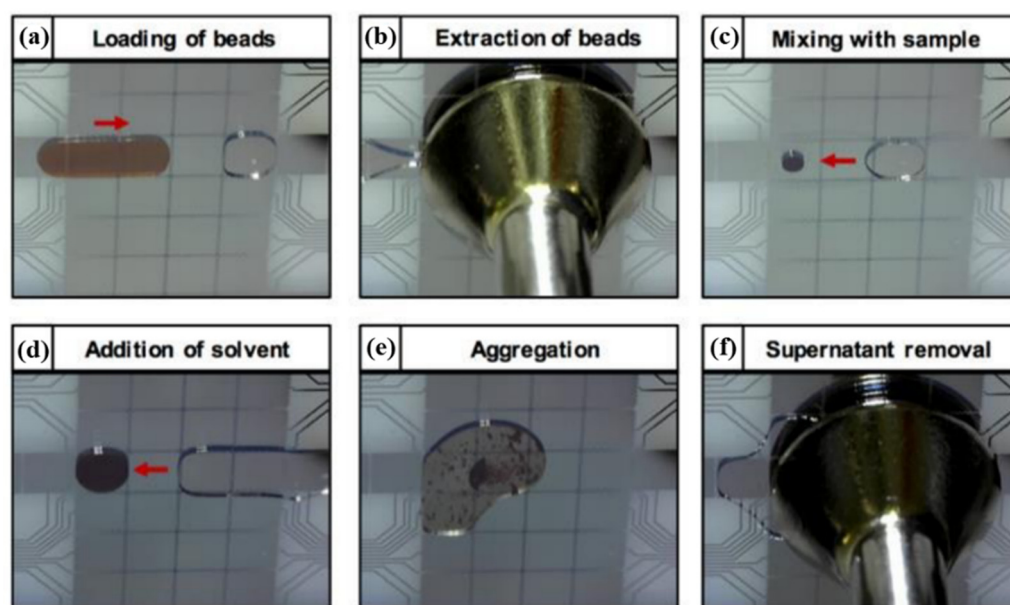 (a) Loading of beads
(b) Extraction of beads
(c) Mixing with sample
(d) Addition of solvent
(e) Aggregation
(f) Supernatant removal